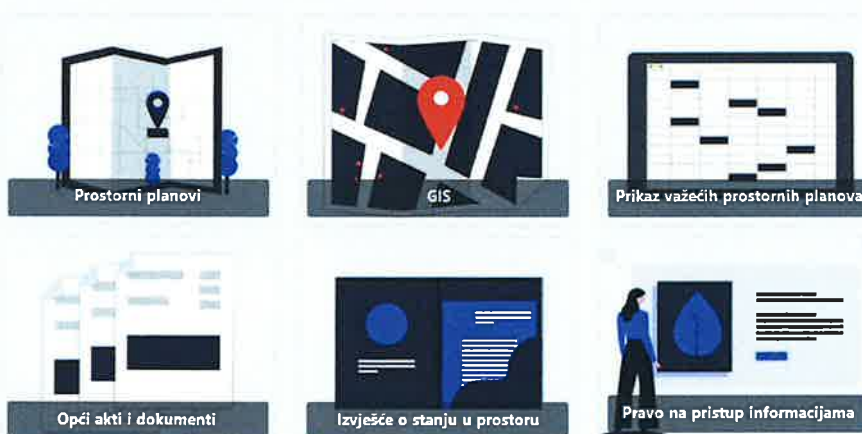 Prostorni planovi
GIS
Prikaz važećih prostornih planova
Opći akti i dokumenti
Izvješće o stanju u prostoru
Pravo na pristup informacijama